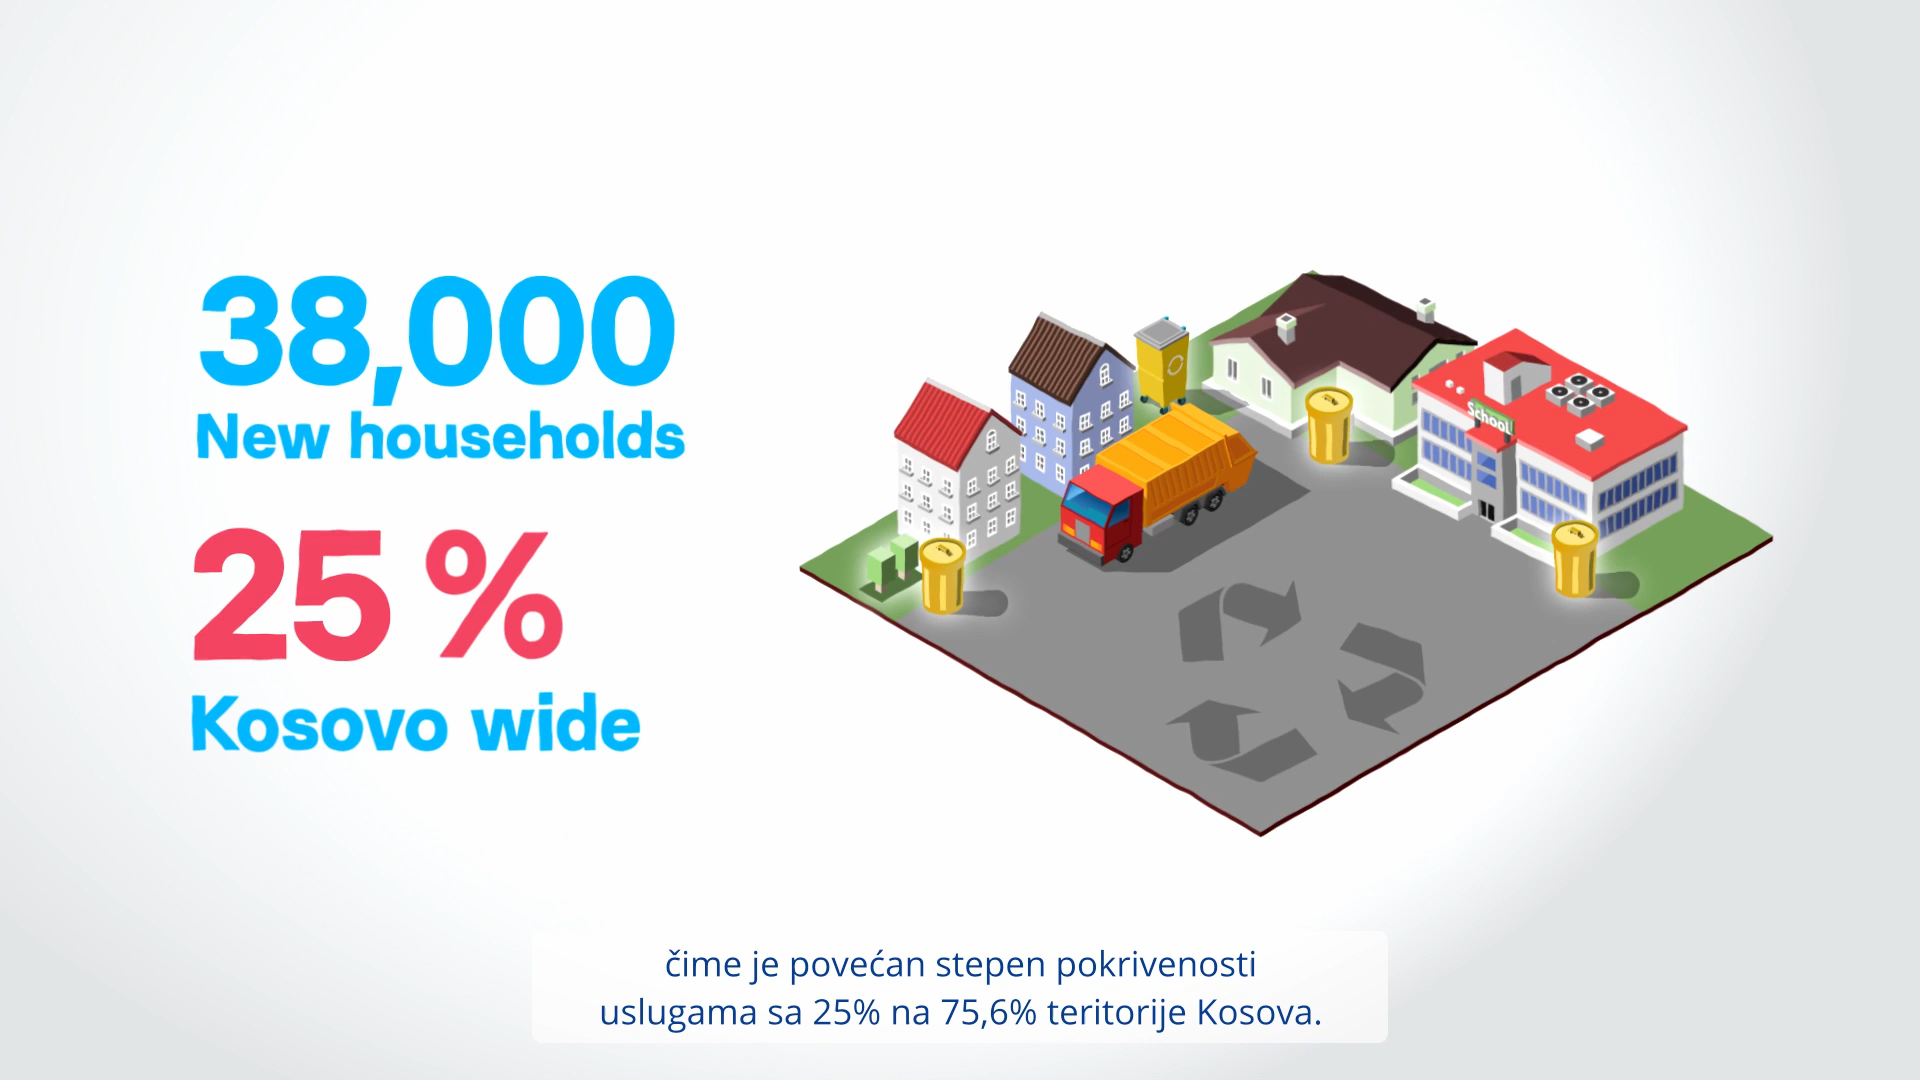 38,000
New households
25 %
Kosovo wide
School
čime je povećan stepen pokrivenosti
uslugama sa 25% na 75,6% teritorije Kosova.